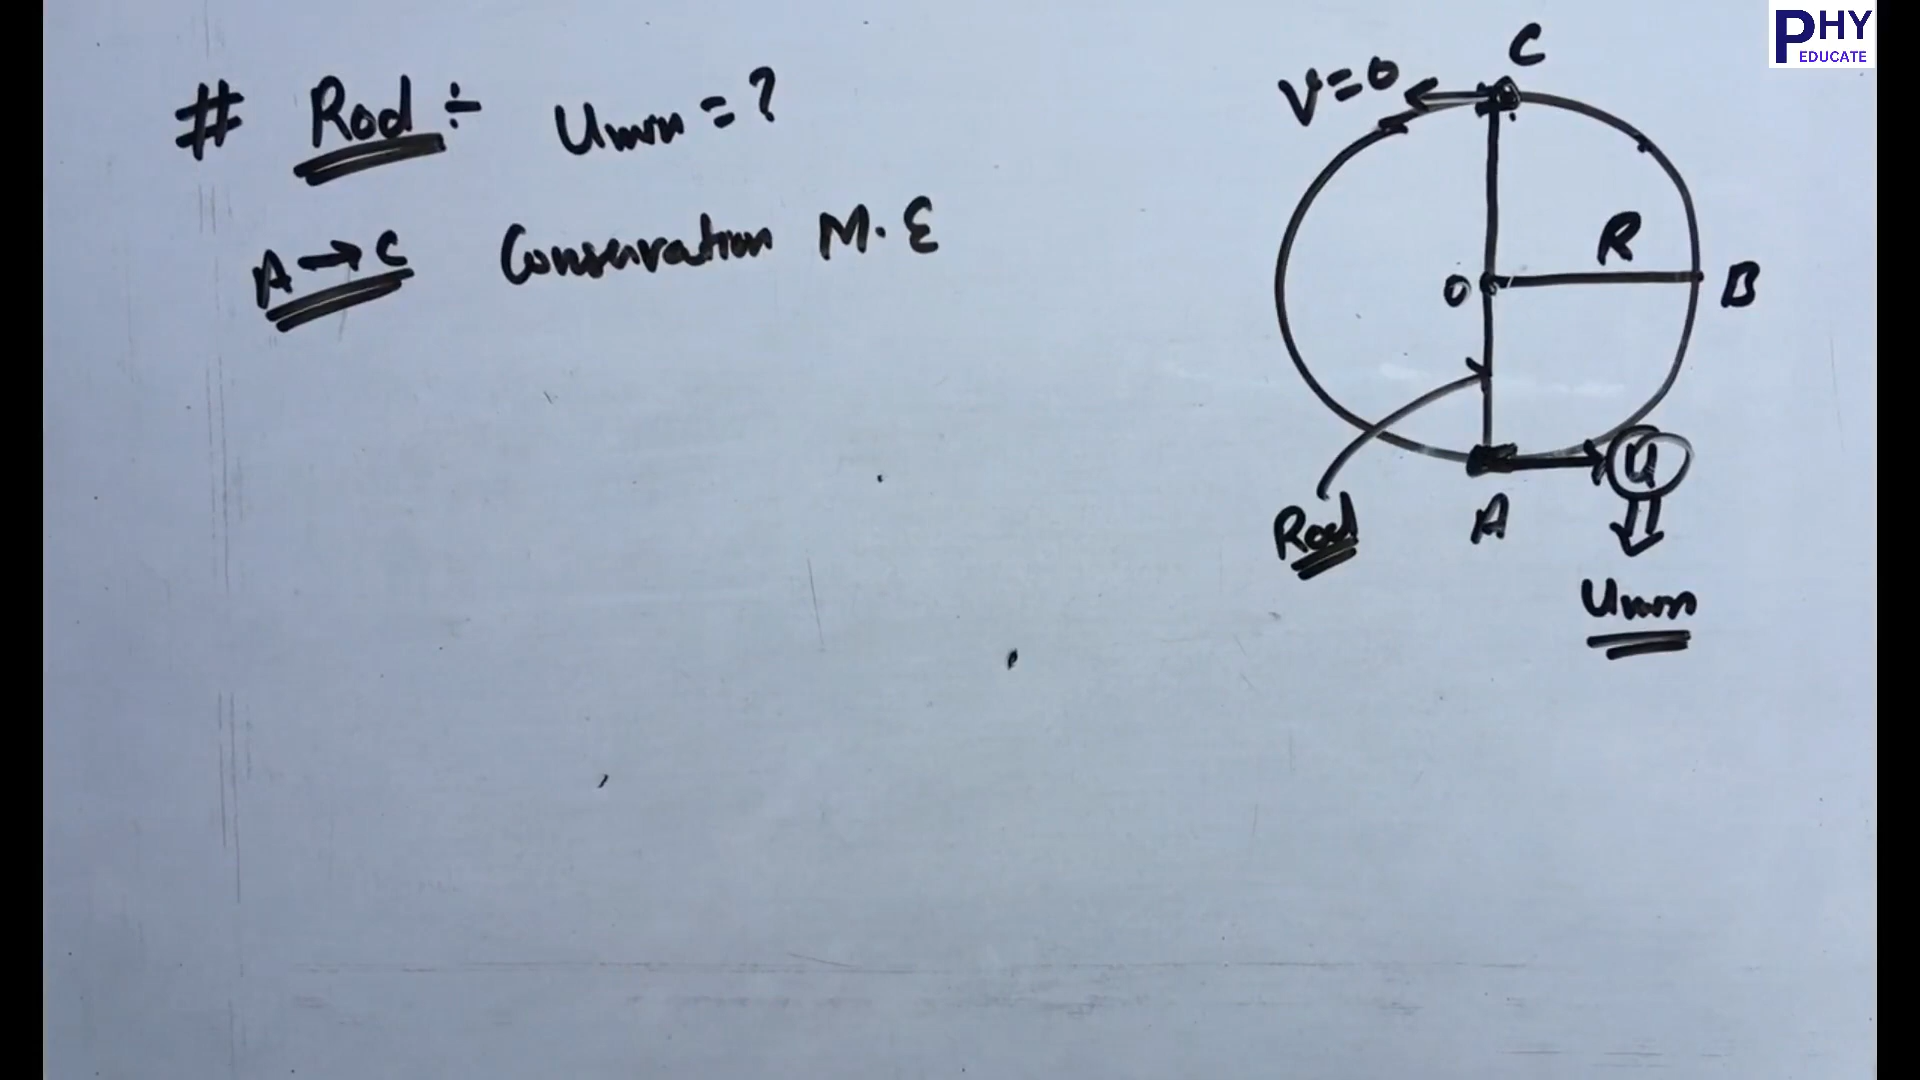 # Rod ÷ Umin = ?
A → C Conservation M.E
C
V=0
R
O
B
U
Rod
A
Umin
PHY
EDUCATE